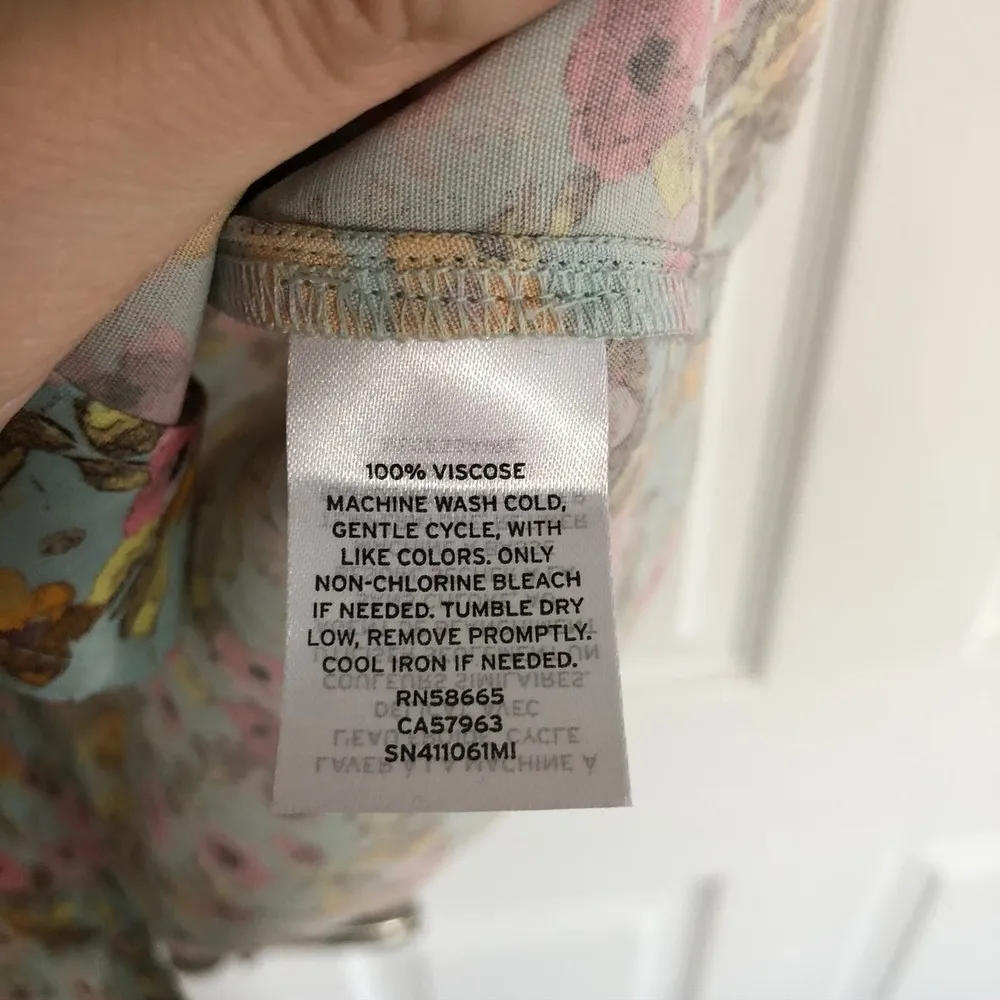 100% VISCOSE
MACHINE WASH COLD,
GENTLE CYCLE, WITH
LIKE COLORS. ONLY
NON-CHLORINE BLEACH
IF NEEDED. TUMBLE DRY
LOW, REMOVE PROMPTLY.
COOL IRON IF NEEDED.
RN58665
CA57963
SN411061MI